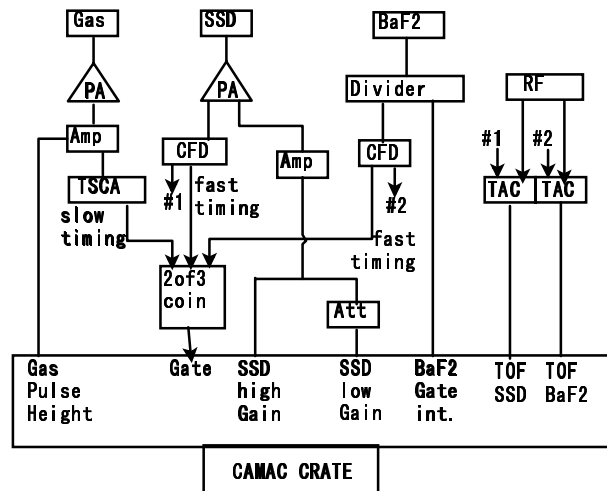 Gas
SSD
BaF2
PA
PA
Divider
RF
Amp
CFD
Amp
CFD
#1
#2
TSCA
#1
fast
timing
#2
TAC
TAC
slow
timing
fast
timing
2of3
coin
Att
Gas
Pulse
Height
Gate
SSD
high
Gain
SSD
low
Gain
BaF2
Gate
int.
TOF
SSD
TOF
BaF2
CAMAC CRATE